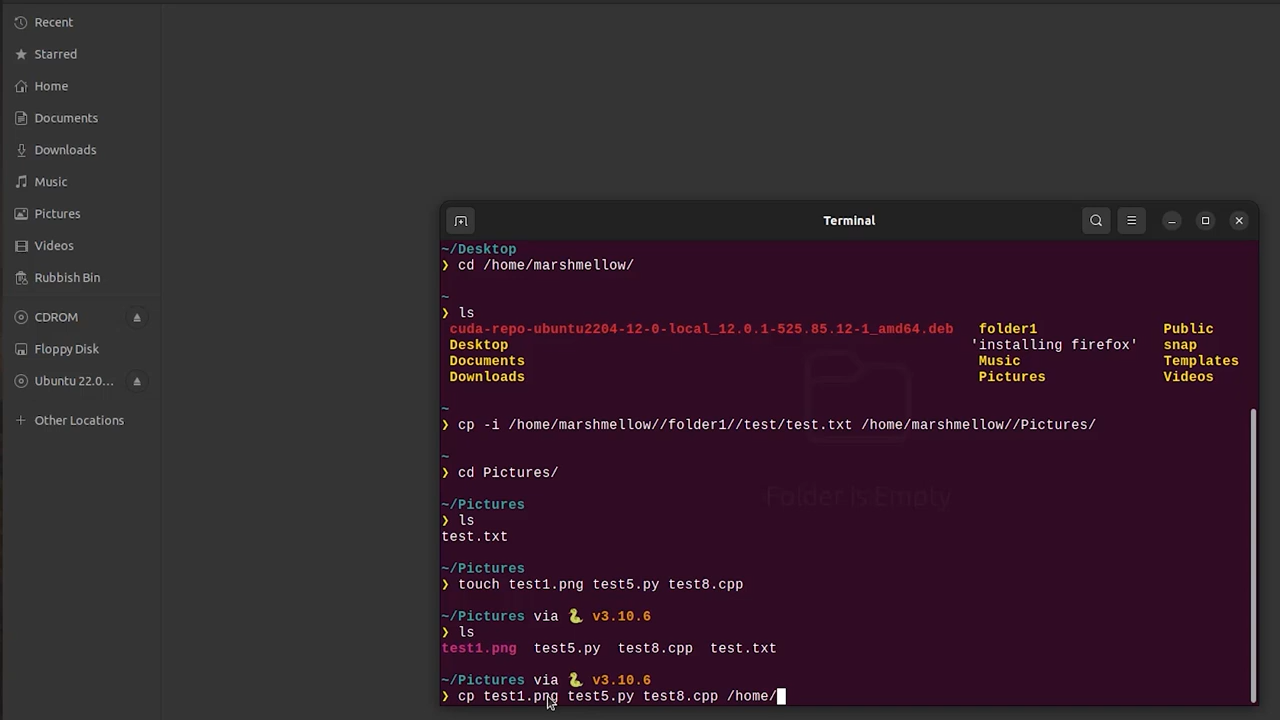 Recent
Starred
Home
Documents
Downloads
Music
Pictures
Videos
Rubbish Bin
CDROM
Floppy Disk
Ubuntu 22.0...
Other Locations
Folder is Empty
Terminal
~/Desktop
❯ cd /home/marshmellow/
~
❯ ls
cuda-repo-ubuntu2204-12-0-local_12.0.1-525.85.12-1_amd64.deb folder1 Public
Desktop 'installing firefox' snap
Documents Music Templates
Downloads Pictures Videos
~
❯ cp -i /home/marshmellow//folder1//test/test.txt /home/marshmellow//Pictures/
~
❯ cd Pictures/
~/Pictures
❯ ls
test.txt
~/Pictures
❯ touch test1.png test5.py test8.cpp
~/Pictures via 🐍 v3.10.6
❯ ls
test1.png test5.py test8.cpp test.txt
~/Pictures via 🐍 v3.10.6
❯ cp test1.png test5.py test8.cpp /home/